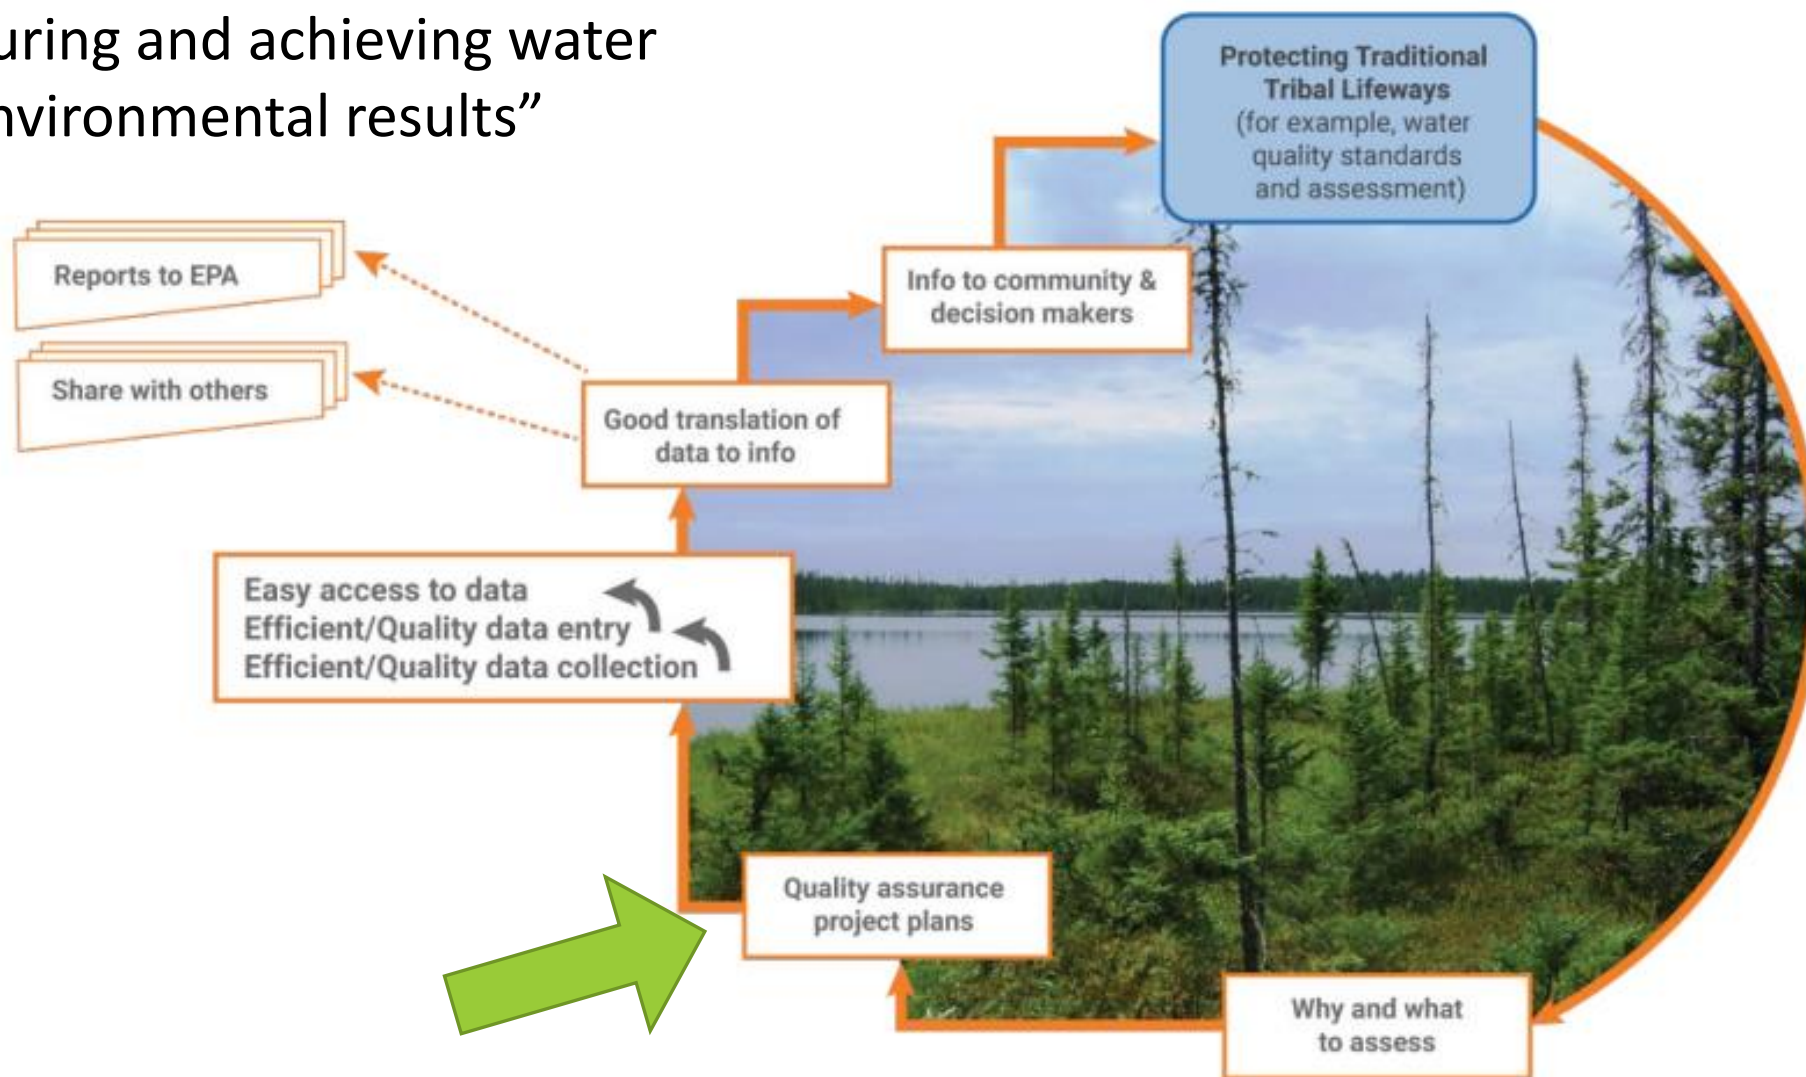 uring and achieving water
nvironmental results”
Protecting Traditional
Tribal Lifeways
(for example, water
quality standards
and assessment)
Info to community &
decision makers
Reports to EPA
Share with others
Good translation of
data to info
Easy access to data
Efficient/Quality data entry
Efficient/Quality data collection
Quality assurance
project plans
Why and what
to assess